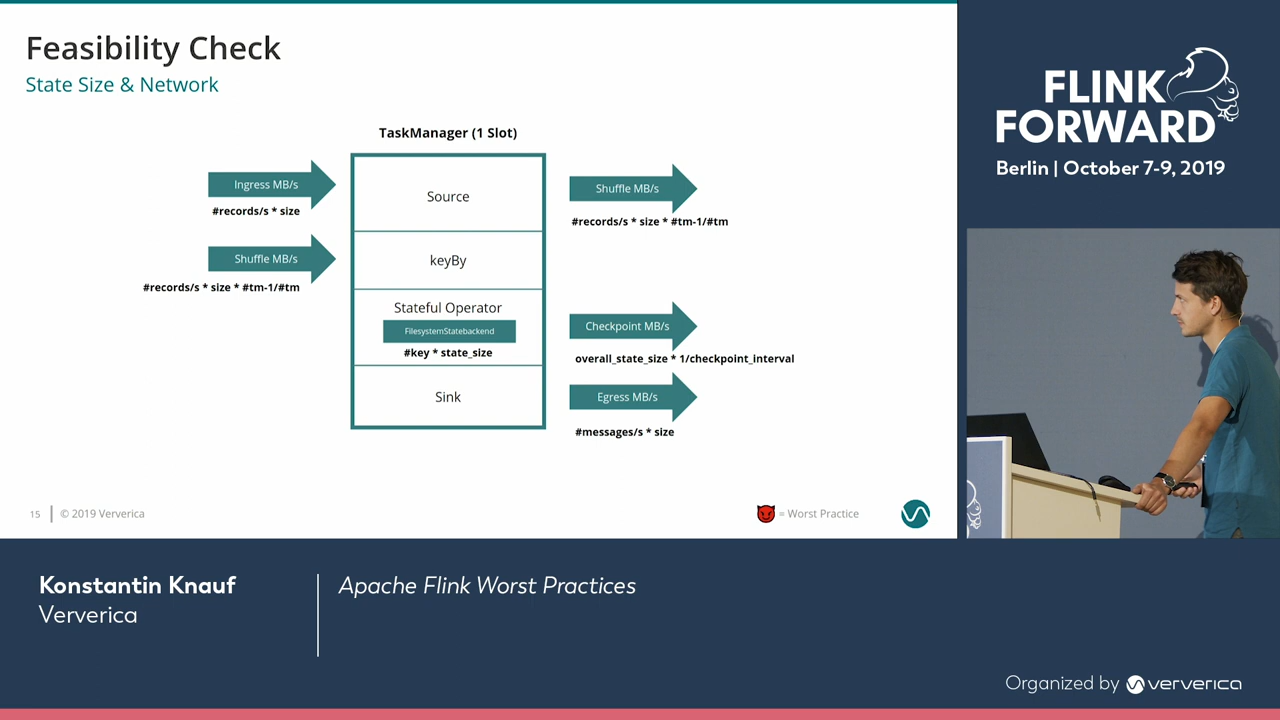 Feasibility Check
State Size & Network
TaskManager (1 Slot)
Ingress MB/s
#records/s * size
Shuffle MB/s
#records/s * size * #tm-1/#tm
Source
keyBy
Stateful Operator
FilesystemStatebackend
#key * state_size
Sink
Shuffle MB/s
#records/s * size * #tm-1/#tm
Checkpoint MB/s
overall_state_size * 1/checkpoint_interval
Egress MB/s
#messages/s * size
15 | © 2019 Ververica
= Worst Practice
FLINK
FORWARD
Berlin | October 7-9, 2019
Konstantin Knauf
Ververica
Apache Flink Worst Practices
Organized by ververica